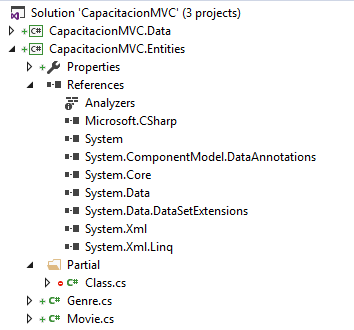 Solution 'CapacitacionMVC' (3 projects)
C# CapacitacionMVC.Data
C# CapacitacionMVC.Entities
Properties
References
Analyzers
Microsoft.CSharp
System
System.ComponentModel.DataAnnotations
System.Core
System.Data
System.Data.DataSetExtensions
System.Xml
System.Xml.Linq
Partial
C# Class.cs
C# Genre.cs
C# Movie.cs